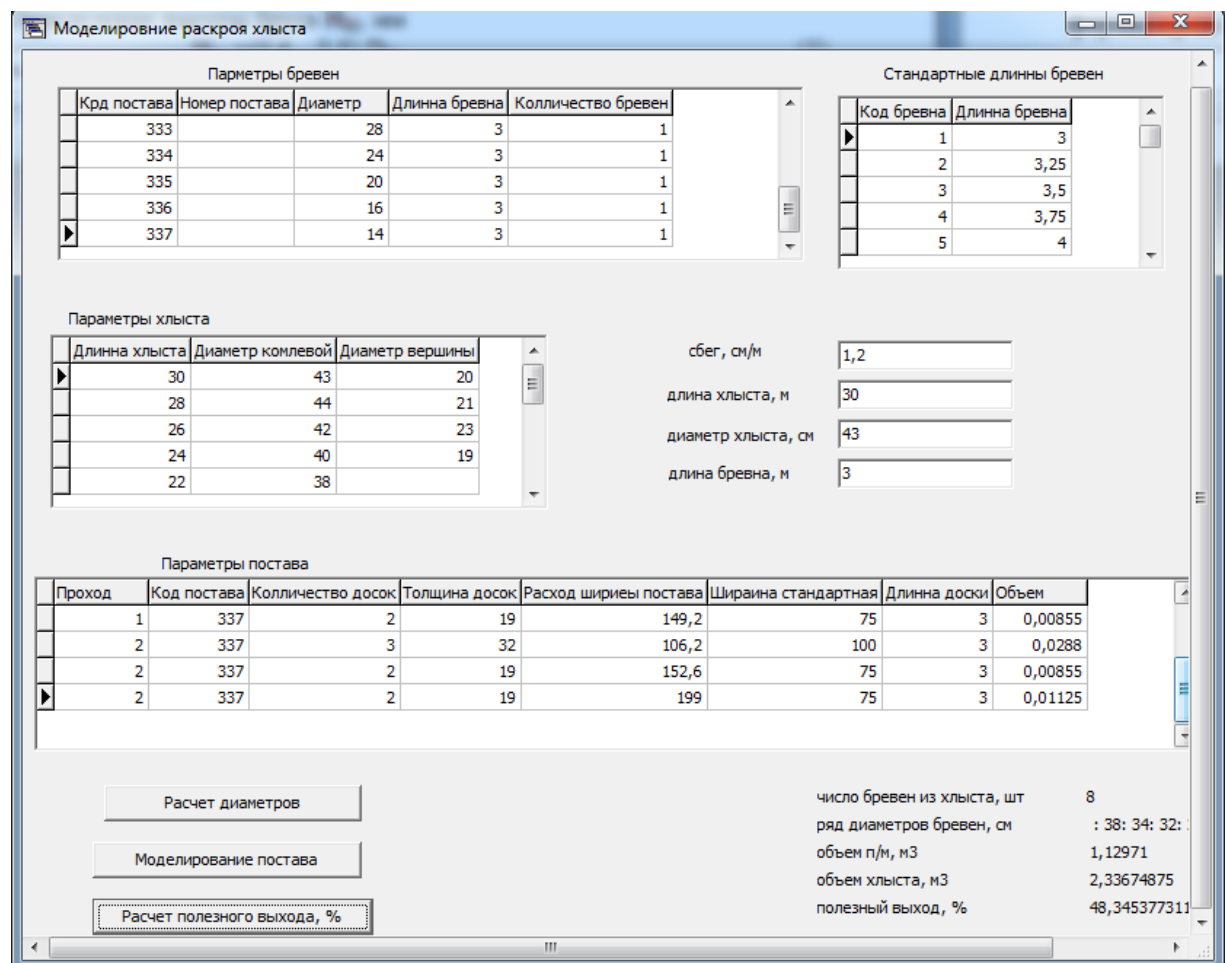 Моделировние раскроя хлыста
Парметры бревен
Крд постава Номер постава Диаметр Длинна бревна Колличество бревен
333 28 3 1
334 24 3 1
335 20 3 1
336 16 3 1
337 14 3 1
Стандартные длинны бревен
Код бревна Длинна бревна
1 3
2 3,25
3 3,5
4 3,75
5 4
Параметры хлыста
Длинна хлыста Диаметр комлевой Диаметр вершины
30 43 20
28 44 21
26 42 23
24 40 19
22 38
сбег, см/м 1,2
длина хлыста, м 30
диаметр хлыста, см 43
длина бревна, м 3
Параметры постава
Проход Код постава Колличество досок Толщина досок Расход шириеы постава Шираина стандартная Длинна доски Объем
1 337 2 19 149,2 75 3 0,00855
2 337 3 32 106,2 100 3 0,0288
2 337 2 19 152,6 75 3 0,00855
2 337 2 19 199 75 3 0,01125
Расчет диаметров
Моделирование постава
Расчет полезного выхода, %
число бревен из хлыста, шт 8
ряд диаметров бревен, см : 38: 34: 32:
объем п/м, м3 1,12971
объем хлыста, м3 2,33674875
полезный выход, % 48,345377311